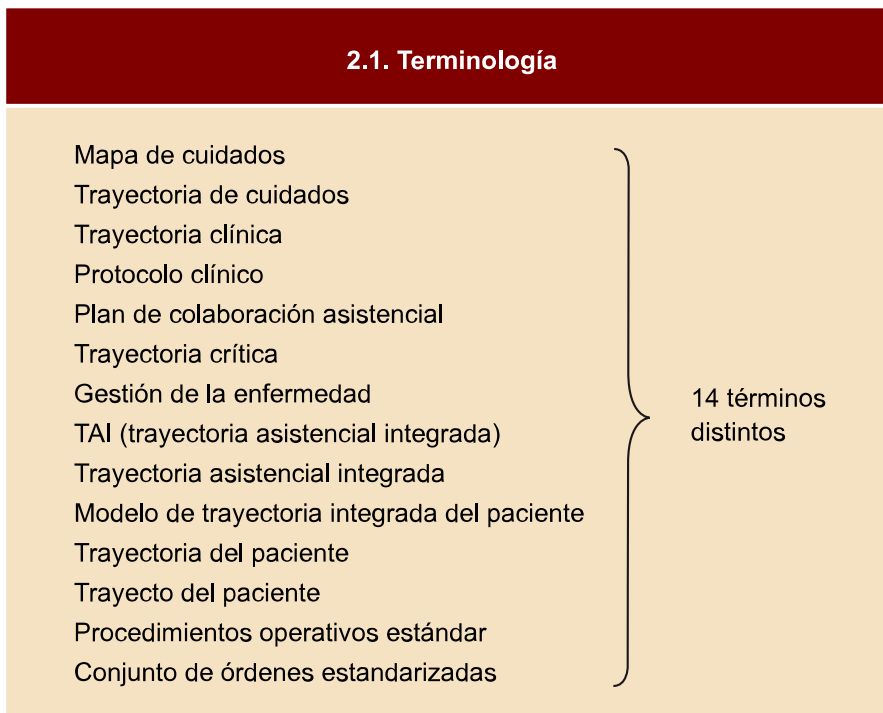 2.1. Terminología
Mapa de cuidados
Trayectoria de cuidados
Trayectoria clínica
Protocolo clínico
Plan de colaboración asistencial
Trayectoria crítica
Gestión de la enfermedad
TAI (trayectoria asistencial integrada)
Trayectoria asistencial integrada
Modelo de trayectoria integrada del paciente
Trayectoria del paciente
Trayecto del paciente
Procedimientos operativos estándar
Conjunto de órdenes estandarizadas
14 términos
distintos